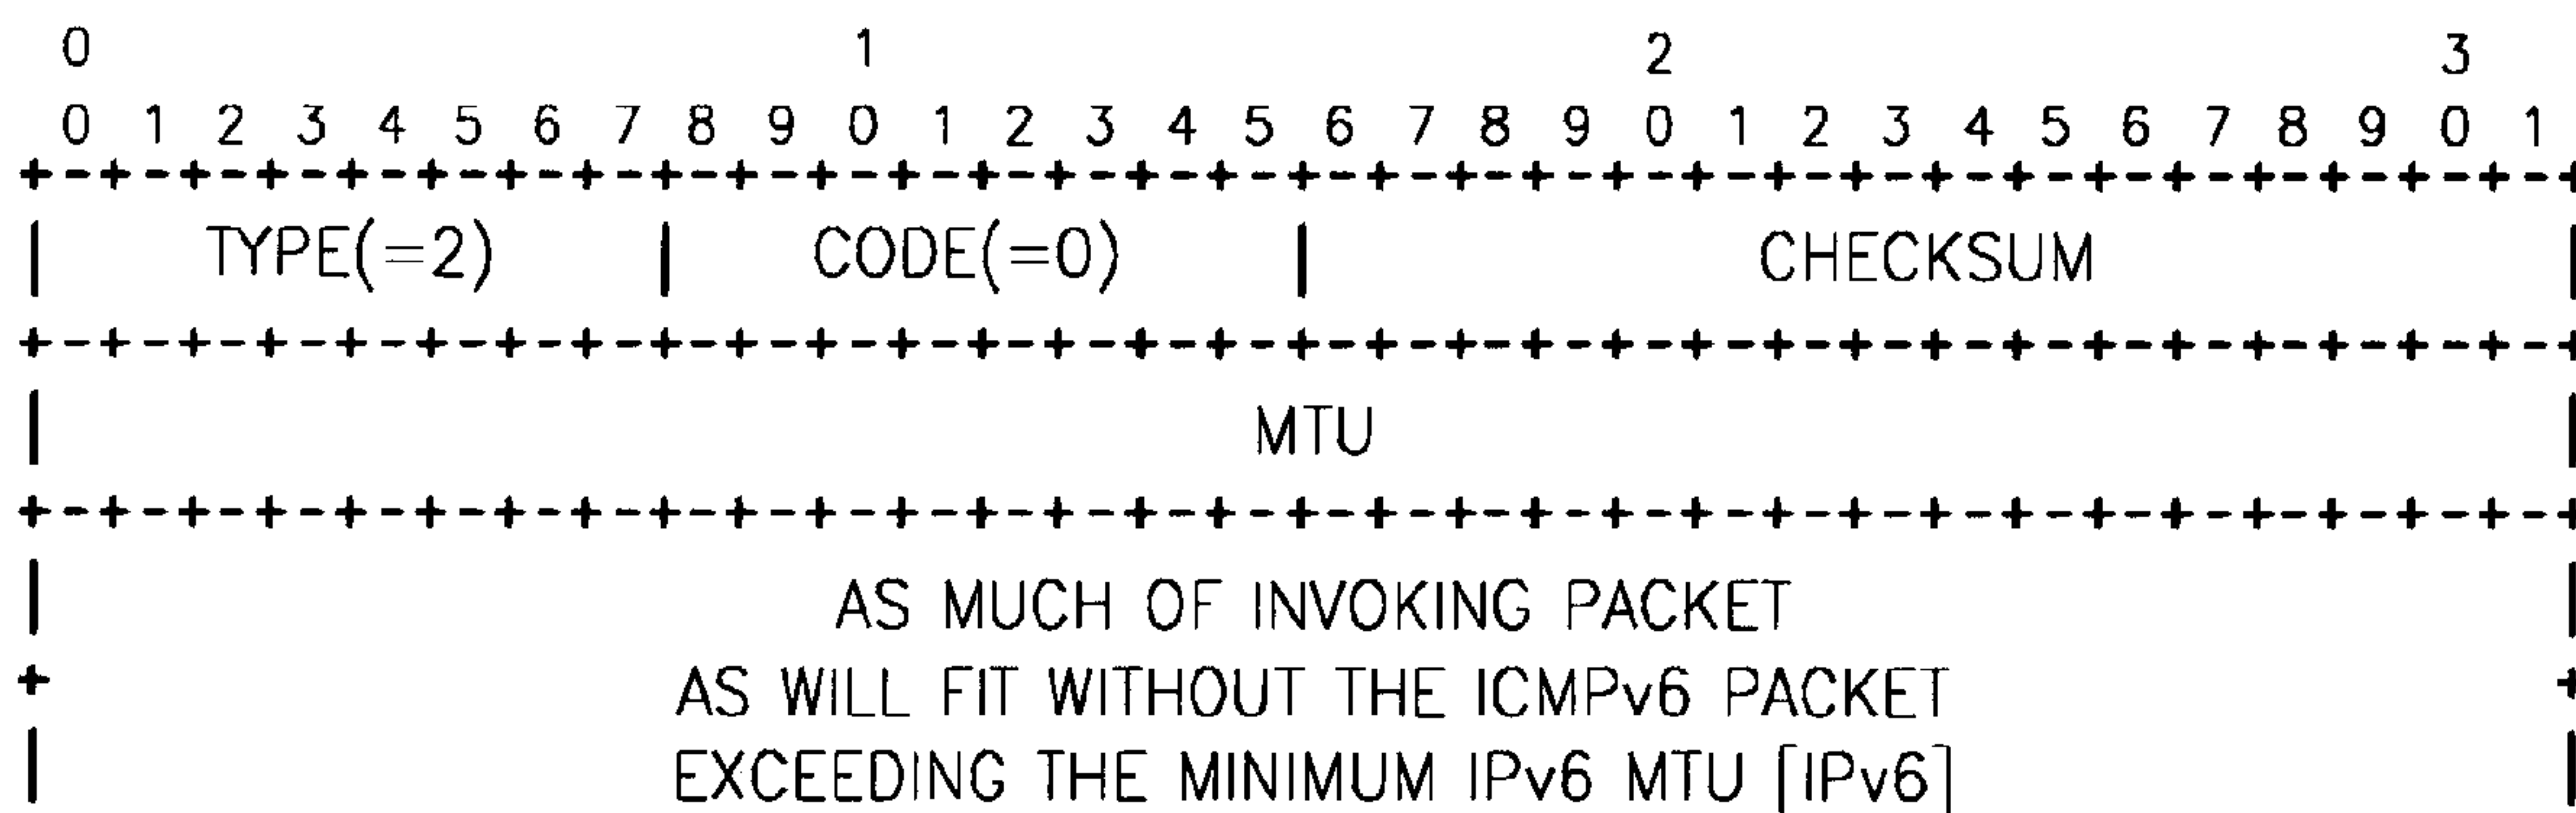 0 1 2 3
0 1 2 3 4 5 6 7 8 9 0 1 2 3 4 5 6 7 8 9 0 1 2 3 4 5 6 7 8 9 0 1
+-+-+-+-+-+-+-+-+-+-+-+-+-+-+-+-+-+-+-+-+-+-+-+-+-+-+-+-+-+-+-+-+
| TYPE(=2) | CODE(=0) | CHECKSUM |
+-+-+-+-+-+-+-+-+-+-+-+-+-+-+-+-+-+-+-+-+-+-+-+-+-+-+-+-+-+-+-+-+
| MTU |
+-+-+-+-+-+-+-+-+-+-+-+-+-+-+-+-+-+-+-+-+-+-+-+-+-+-+-+-+-+-+-+-+
| AS MUCH OF INVOKING PACKET |
+ AS WILL FIT WITHOUT THE ICMPv6 PACKET +
| EXCEEDING THE MINIMUM IPv6 MTU [IPv6] |